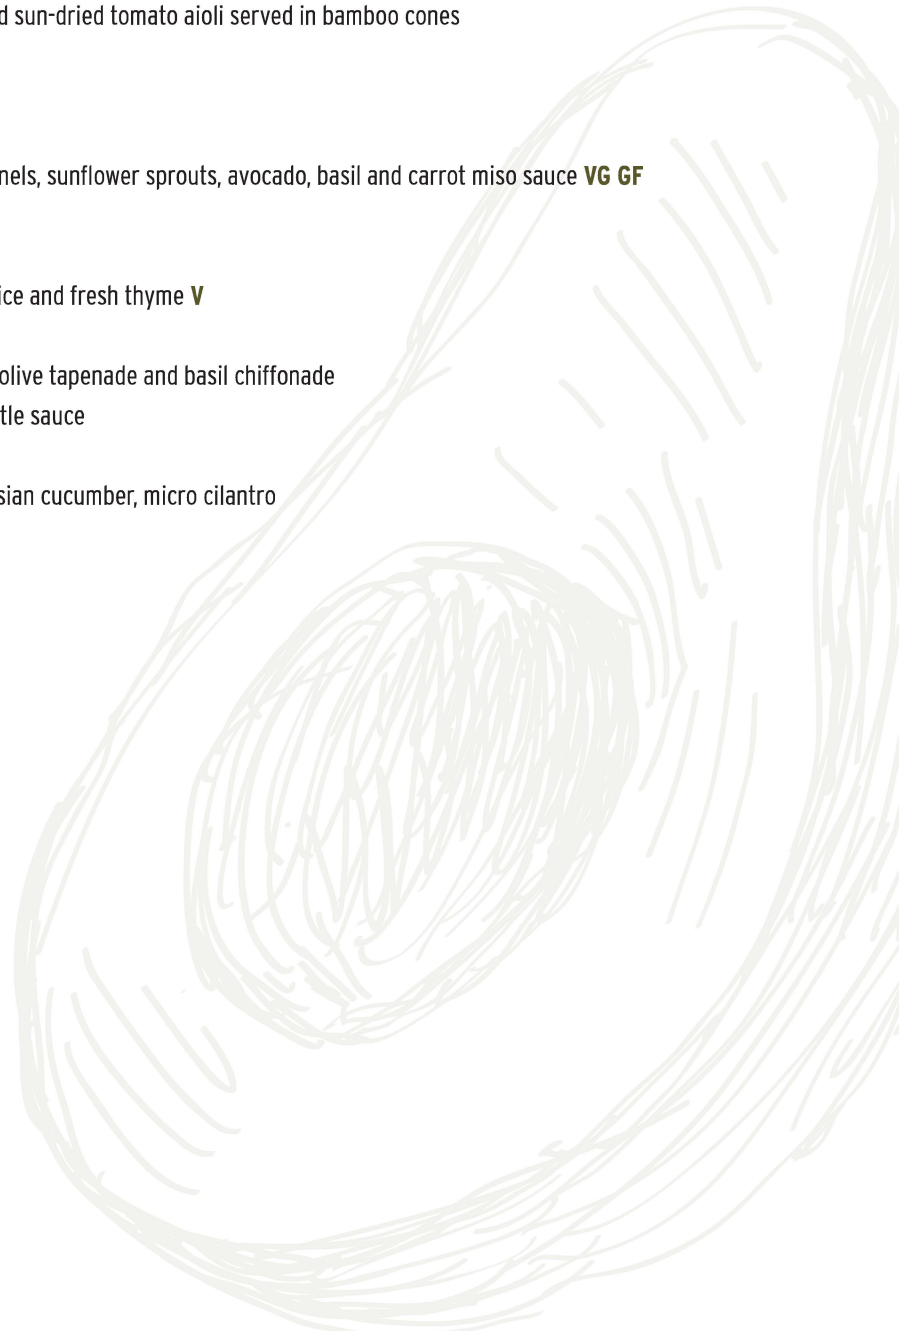 d sun-dried tomato aioli served in bamboo cones
nels, sunflower sprouts, avocado, basil and carrot miso sauce VG GF
ice and fresh thyme V
olive tapenade and basil chiffonade
tle sauce
sian cucumber, micro cilantro